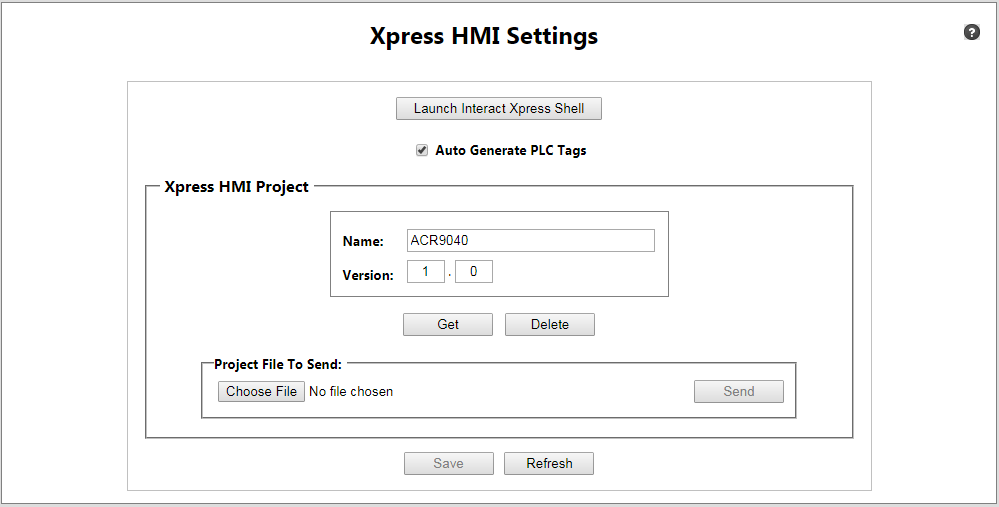 Xpress HMI Settings
?
Launch Interact Xpress Shell
Auto Generate PLC Tags
Xpress HMI Project
Name: ACR9040
Version: 1 . 0
Get Delete
Project File To Send:
Choose File No file chosen Send
Save Refresh